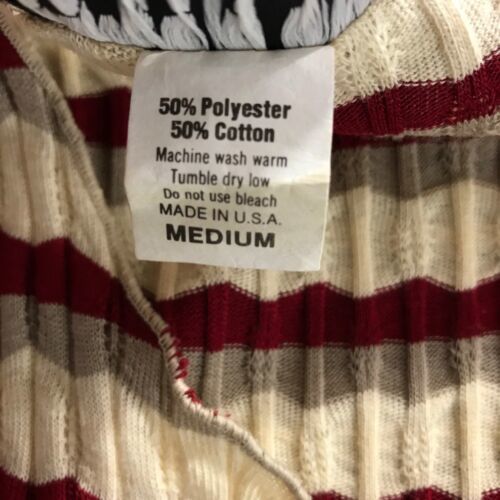 50% Polyester
50% Cotton
Machine wash warm
Tumble dry low
Do not use bleach
MADE IN U.S.A.
MEDIUM